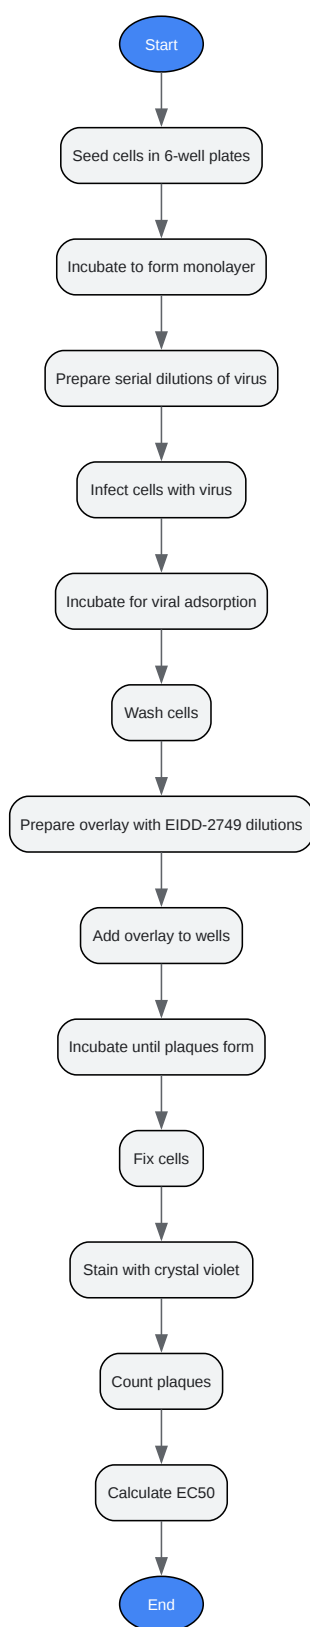 Start
Seed cells in 6-well plates
Incubate to form monolayer
Prepare serial dilutions of virus
Infect cells with virus
Incubate for viral adsorption
Wash cells
Prepare overlay with EIDD-2749 dilutions
Add overlay to wells
Incubate until plaques form
Fix cells
Stain with crystal violet
Count plaques
Calculate EC50
End